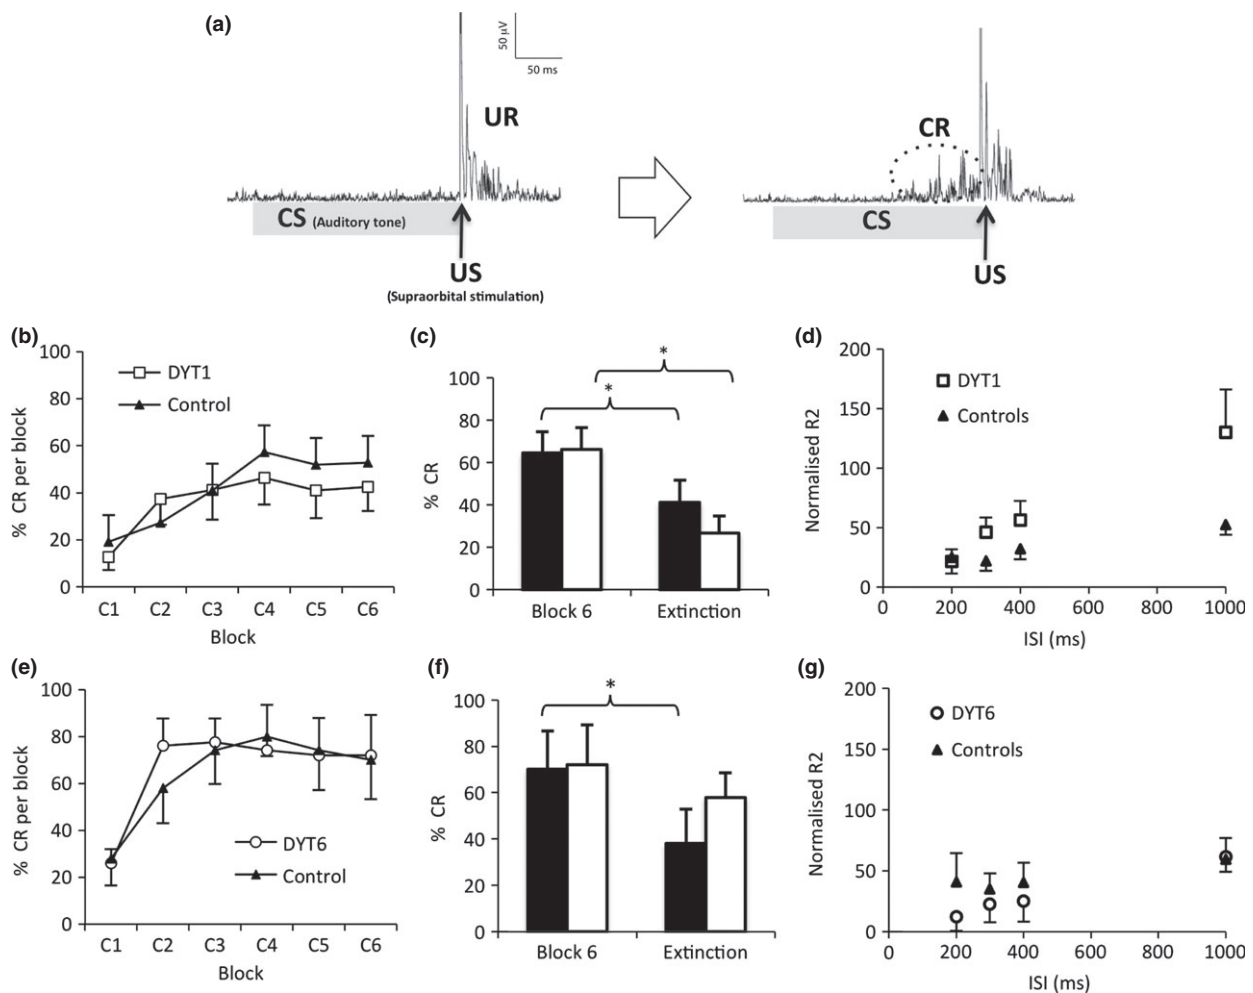 (a)
50 µV
50 ms
UR
CR
CS (Auditory tone)
CS
US
(Supraorbital stimulation)
US
(b)
% CR per block
100
80
60
40
20
0
DYT1
Control
C1 C2 C3 C4 C5 C6
Block
(c)
% CR
100
80
60
40
20
0
*
*
Block 6 Extinction
(d)
Normalised R2
200
150
100
50
0
DYT1
Controls
0 200 400 600 800 1000
ISI (ms)
(e)
% CR per block
100
80
60
40
20
0
DYT6
Control
C1 C2 C3 C4 C5 C6
Block
(f)
% CR
100
80
60
40
20
0
*
Block 6 Extinction
(g)
Normalised R2
200
150
100
50
0
DYT6
Controls
0 200 400 600 800 1000
ISI (ms)